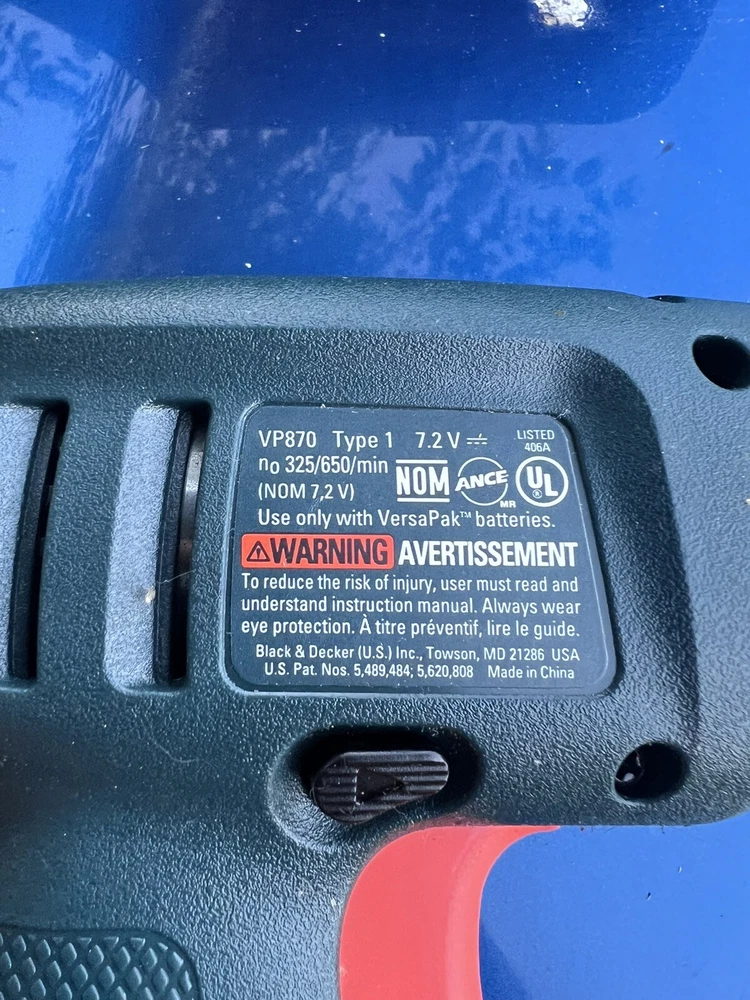 VP870 Type 1 7.2 V ⎓ LISTED 406A
no 325/650/min NOM ANCE MR UL ®
(NOM 7,2 V)
Use only with VersaPak™ batteries.
⚠WARNING AVERTISSEMENT
To reduce the risk of injury, user must read and
understand instruction manual. Always wear
eye protection. À titre préventif, lire le guide.
Black & Decker (U.S.) Inc., Towson, MD 21286 USA
U.S. Pat. Nos. 5,489,484; 5,620,808 Made in China